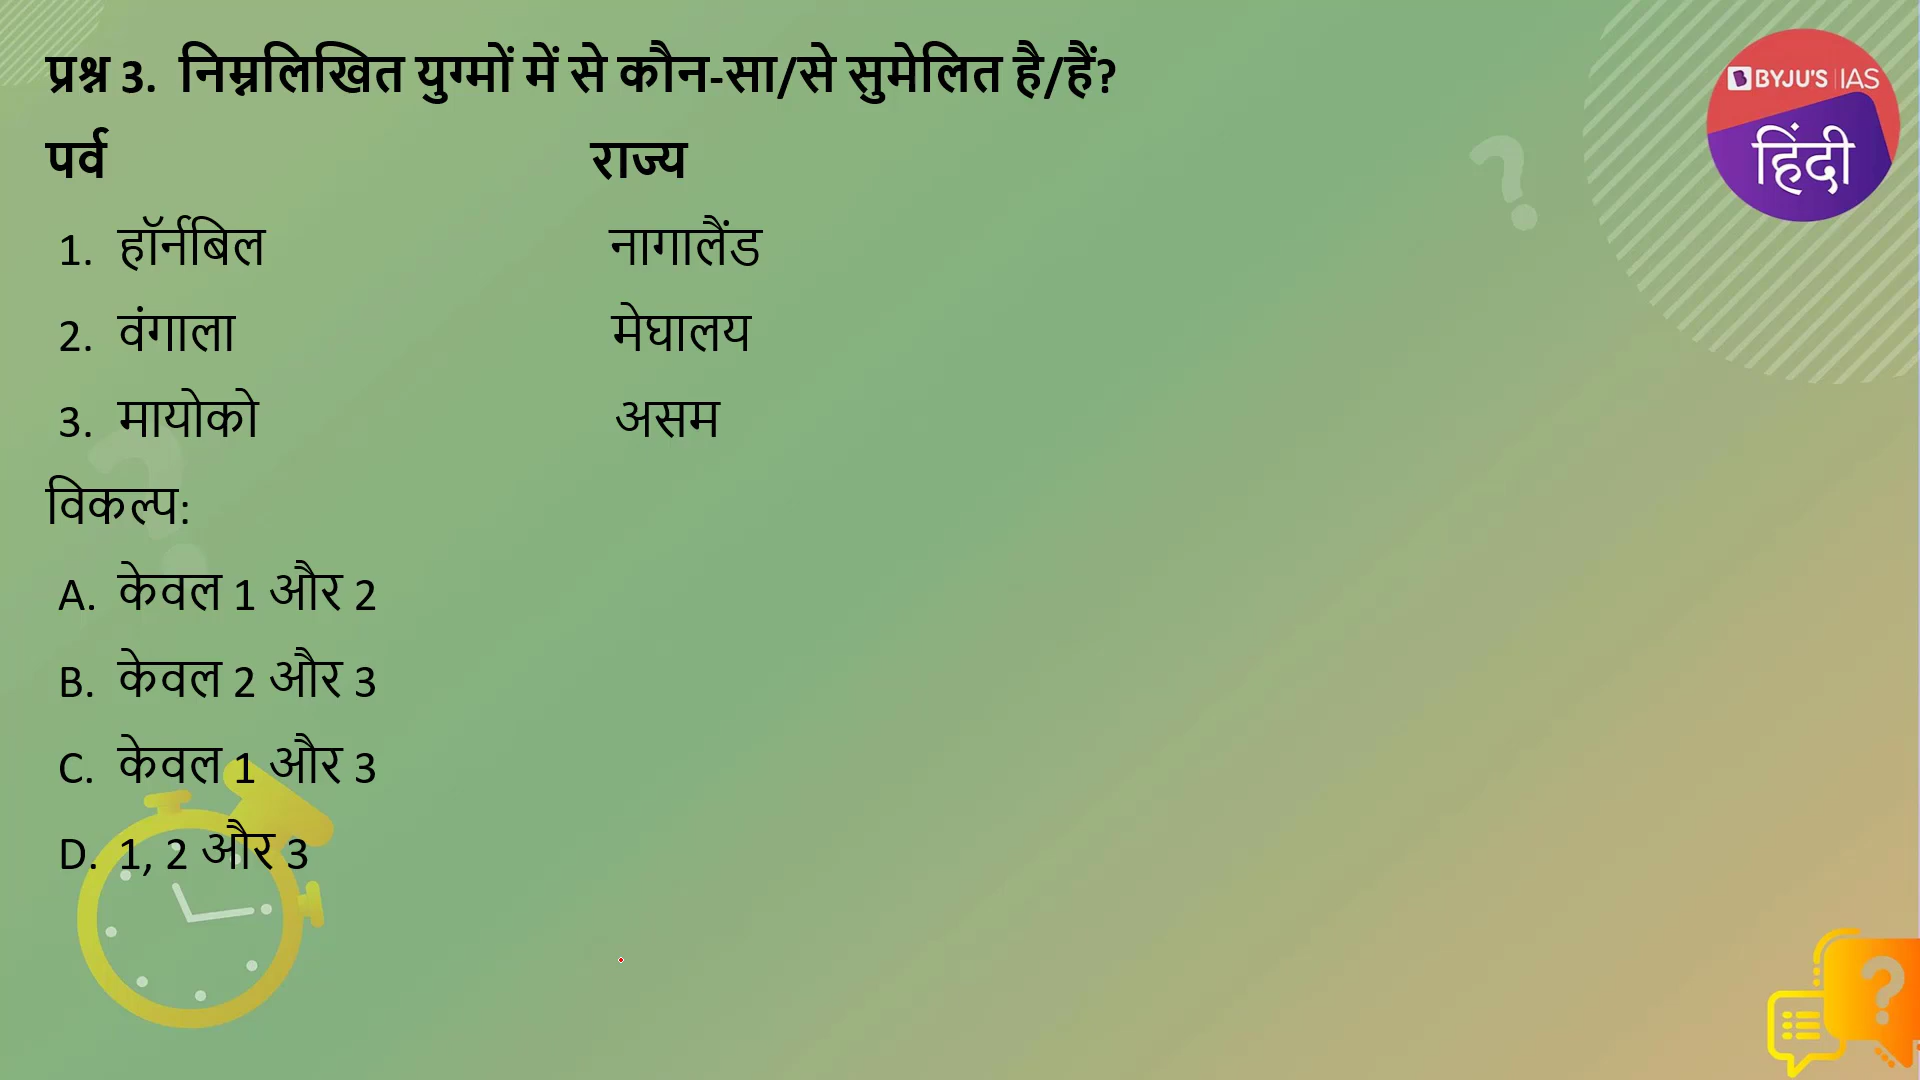 प्रश्न 3. निम्नलिखित युग्मों में से कौन-सा/से सुमेलित है/हैं?
BYJU'S | IAS
हिंदी
पर्व राज्य
1. हॉर्नबिल नागालैंड
2. वंगाला मेघालय
3. मायोको असम
विकल्प:
A. केवल 1 और 2
B. केवल 2 और 3
C. केवल 1 और 3
D. 1, 2 और 3